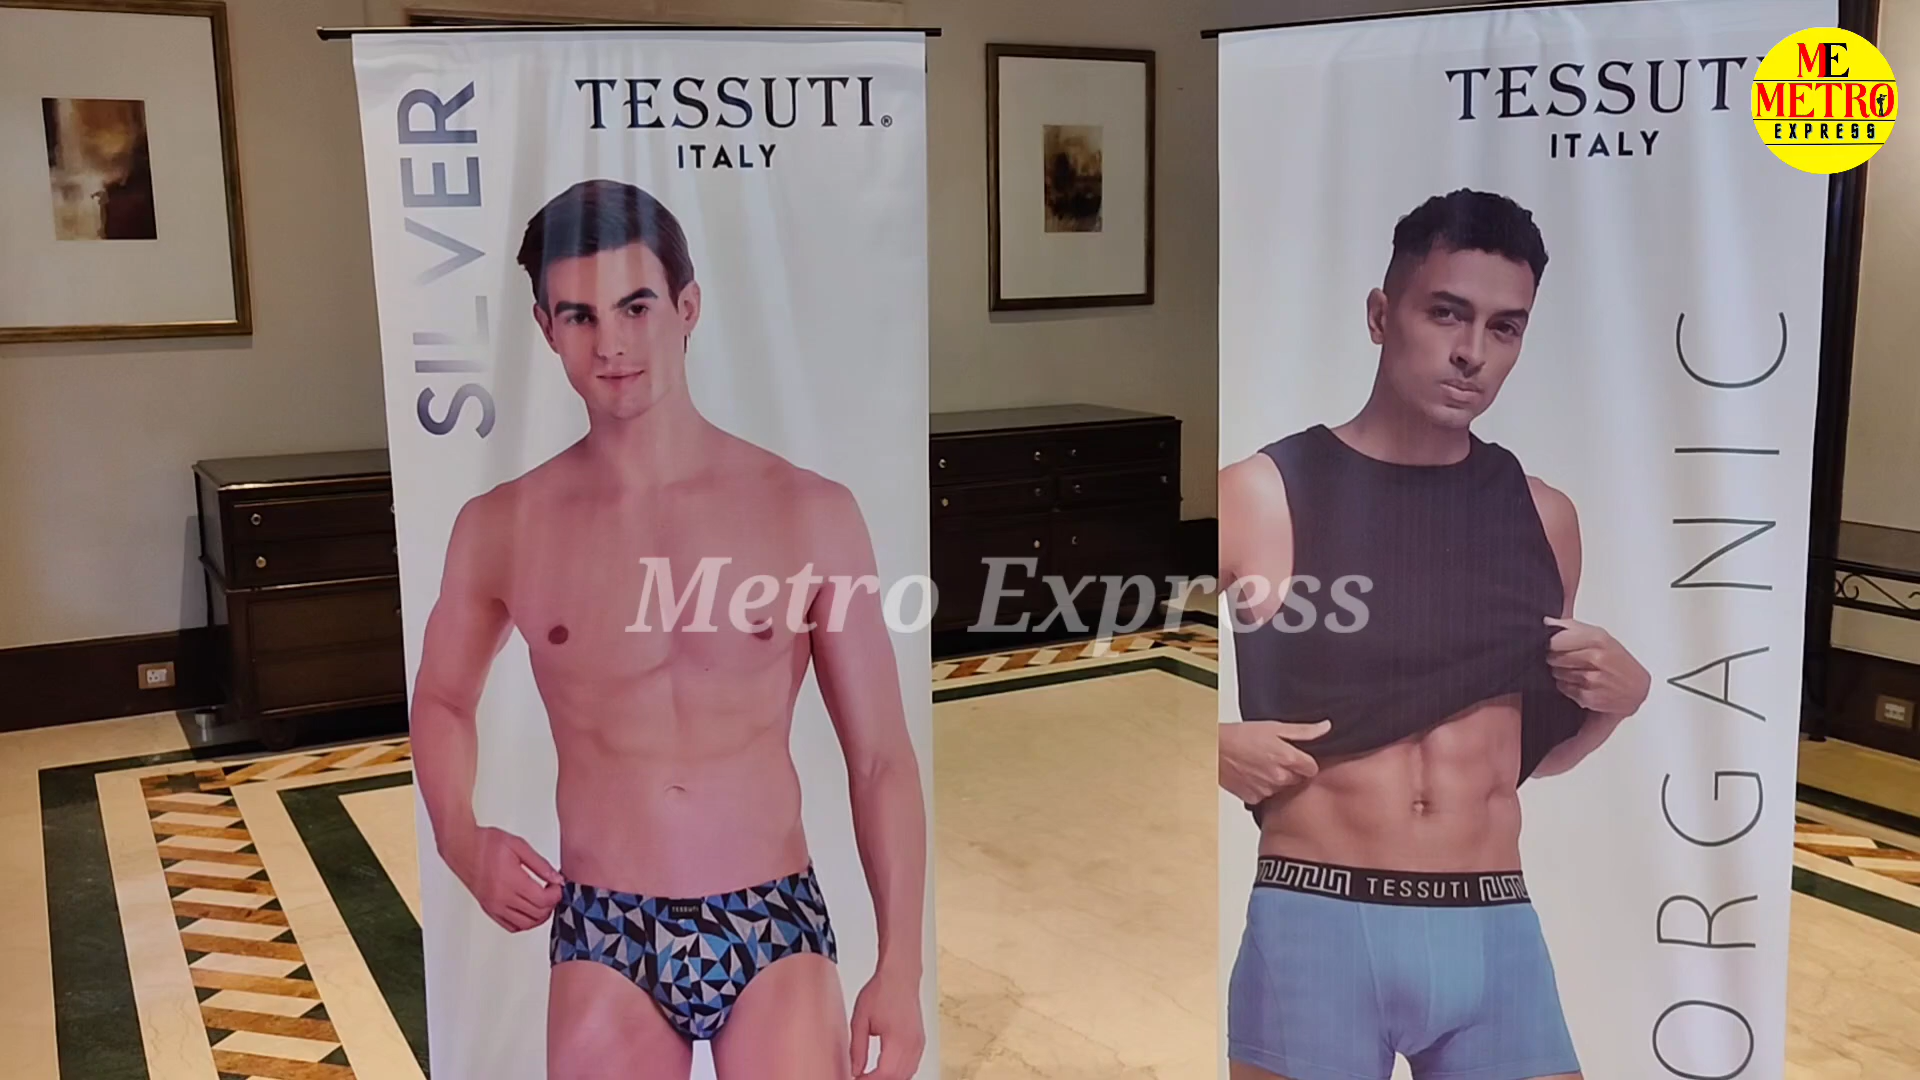 SILVER
TESSUTI®
ITALY
TESSUTI
TESSUTI
ITALY
ORGANIC
TESSUTI
ME
METRO
EXPRESS
Metro Express